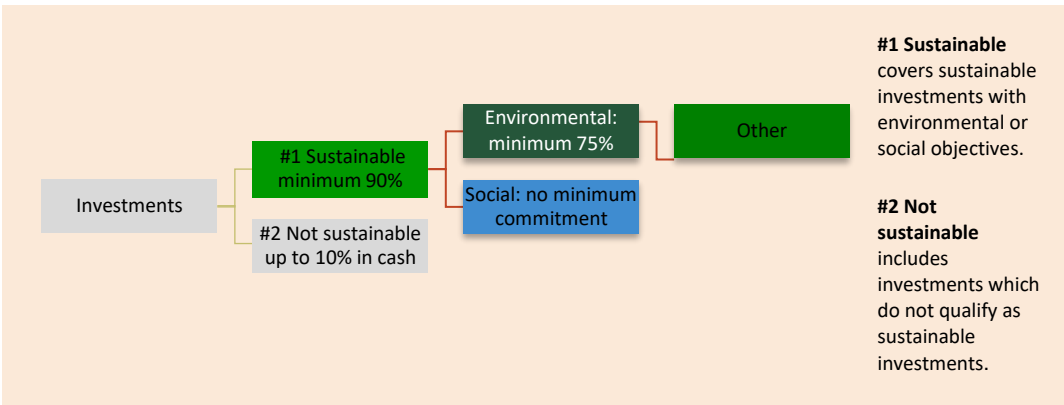 Investments
#1 Sustainable
minimum 90%
#2 Not sustainable
up to 10% in cash
Environmental:
minimum 75%
Social: no minimum
commitment
Other
#1 Sustainable
covers sustainable
investments with
environmental or
social objectives.
#2 Not
sustainable
includes
investments which
do not qualify as
sustainable
investments.